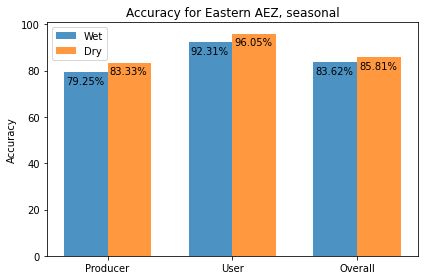 Accuracy for Eastern AEZ, seasonal
100
80
60
40
20
0
Accuracy
Wet
Dry
79.25%
83.33%
92.31%
96.05%
83.62%
85.81%
Producer
User
Overall